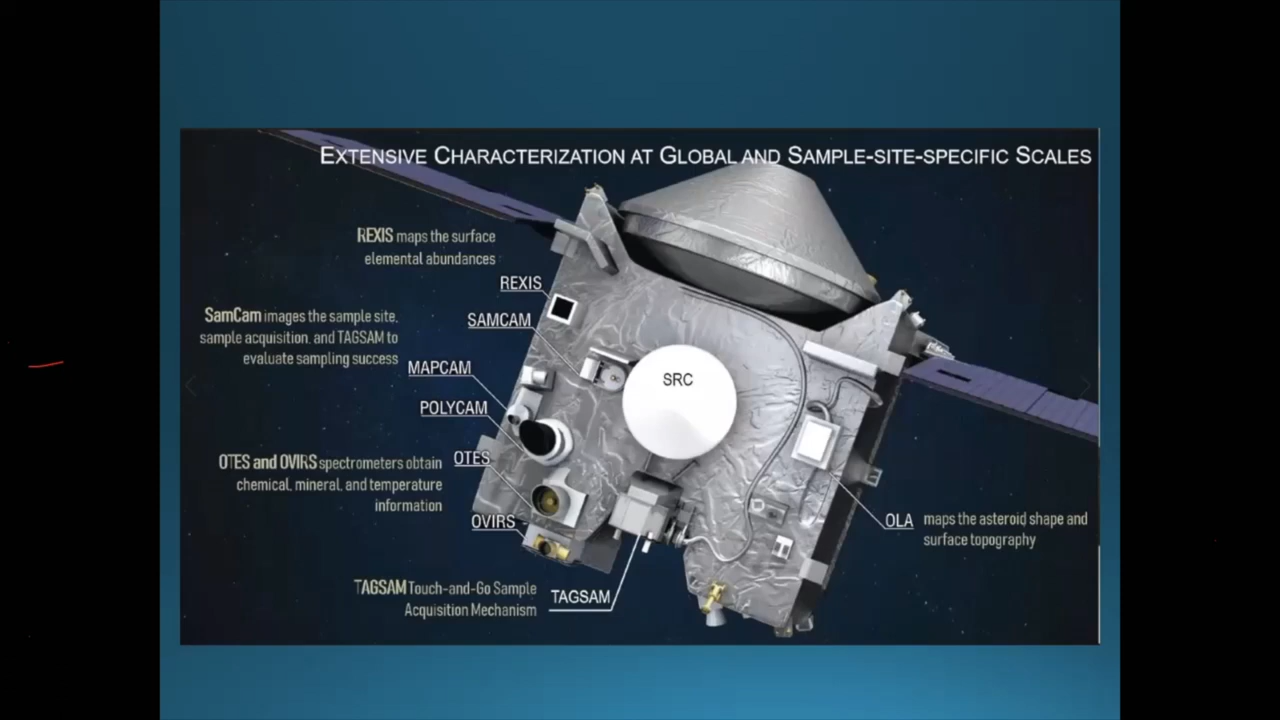 EXTENSIVE CHARACTERIZATION AT GLOBAL AND SAMPLE-SITE-SPECIFIC SCALES
REXIS maps the surface
elemental abundances
REXIS
SamCam images the sample site,
sample acquisition, and TAGSAM to
evaluate sampling success
SAMCAM
MAPCAM
SRC
POLYCAM
OTES and OVIRS spectrometers obtain
chemical, mineral, and temperature
information
OTES
OVIRS
OLA
maps the asteroid shape and
surface topography
TAGSAM Touch-and-Go Sample
Acquisition Mechanism
TAGSAM